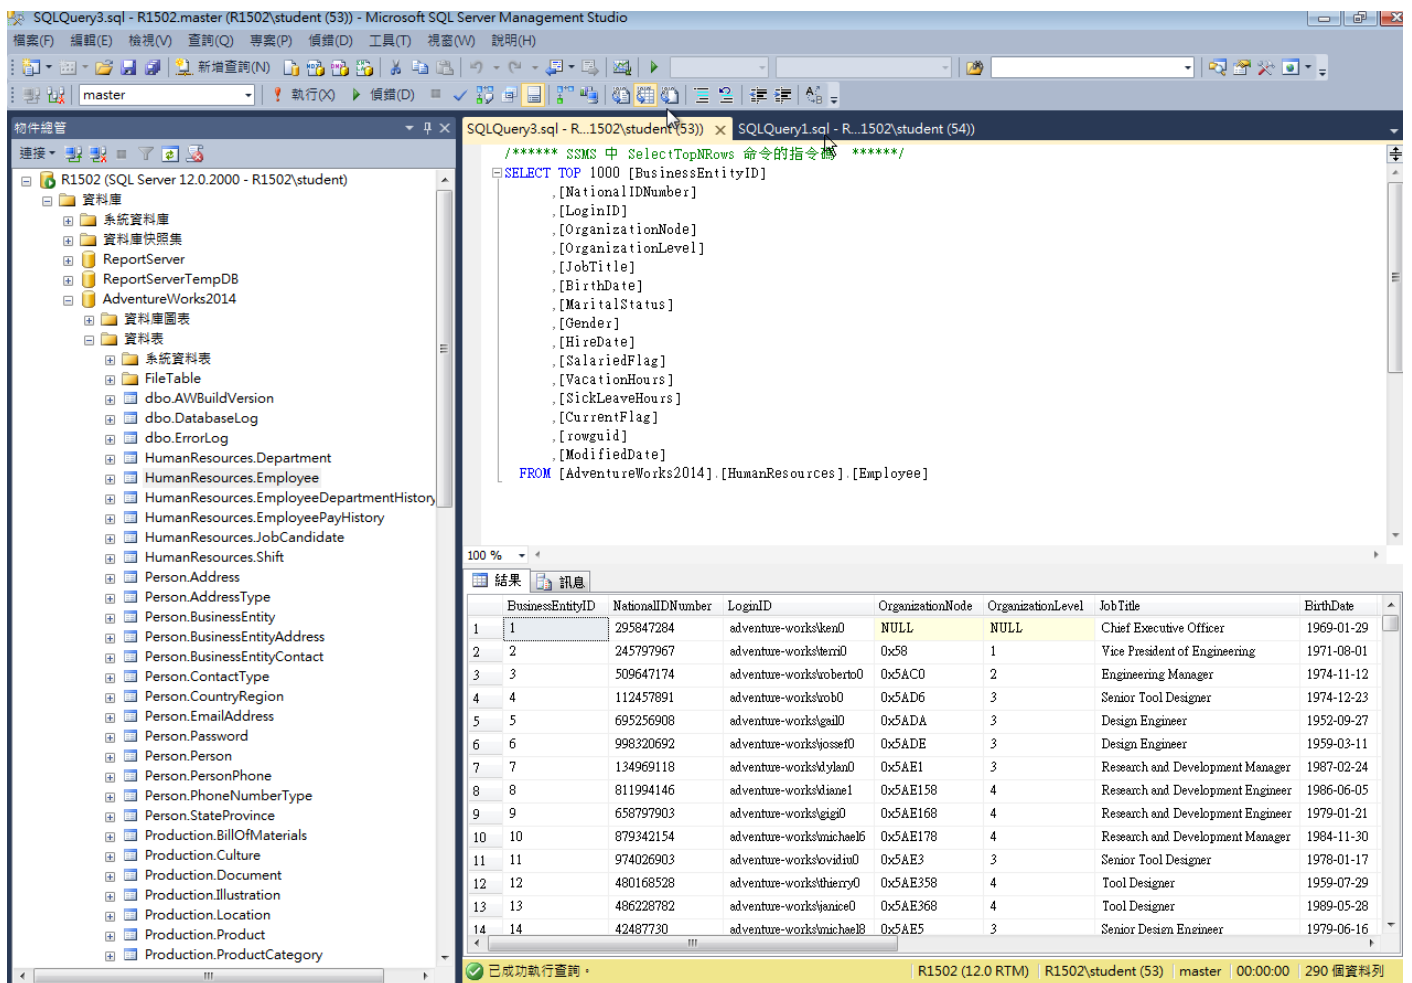 SQLQuery3.sql - R1502.master (R1502\student (53)) - Microsoft SQL Server Management Studio
檔案(F) 編輯(E) 檢視(V) 查詢(Q) 專案(P) 偵錯(D) 工具(T) 視窗(W) 說明(H)
新增查詢(N)
master 執行(X) 偵錯(D)
物件總管
連接
R1502 (SQL Server 12.0.2000 - R1502\student)
資料庫
系統資料庫
資料庫快照集
ReportServer
ReportServerTempDB
AdventureWorks2014
資料庫圖表
資料表
系統資料表
FileTable
dbo.AWBuildVersion
dbo.DatabaseLog
dbo.ErrorLog
HumanResources.Department
HumanResources.Employee
HumanResources.EmployeeDepartmentHistory
HumanResources.EmployeePayHistory
HumanResources.JobCandidate
HumanResources.Shift
Person.Address
Person.AddressType
Person.BusinessEntity
Person.BusinessEntityAddress
Person.BusinessEntityContact
Person.ContactType
Person.CountryRegion
Person.EmailAddress
Person.Password
Person.Person
Person.PersonPhone
Person.PhoneNumberType
Person.StateProvince
Production.BillOfMaterials
Production.Culture
Production.Document
Production.Illustration
Production.Location
Production.Product
Production.ProductCategory
SQLQuery3.sql - R...1502\student (53)) SQLQuery1.sql - R...1502\student (54))
/****** SSMS 中 SelectTopNRows 命令的指令碼 ******/
SELECT TOP 1000 [BusinessEntityID]
,[NationalIDNumber]
,[LoginID]
,[OrganizationNode]
,[OrganizationLevel]
,[JobTitle]
,[BirthDate]
,[MaritalStatus]
,[Gender]
,[HireDate]
,[SalariedFlag]
,[VacationHours]
,[SickLeaveHours]
,[CurrentFlag]
,[rowguid]
,[ModifiedDate]
FROM [AdventureWorks2014].[HumanResources].[Employee]
100 %
結果 訊息
BusinessEntityID NationalIDNumber LoginID OrganizationNode OrganizationLevel JobTitle BirthDate
1 1 295847284 adventure-works\ken0 NULL NULL Chief Executive Officer 1969-01-29
2 2 245797967 adventure-works\terri0 0x58 1 Vice President of Engineering 1971-08-01
3 3 509647174 adventure-works\roberto0 0x5AC0 2 Engineering Manager 1974-11-12
4 4 112457891 adventure-works\rob0 0x5AD6 3 Senior Tool Designer 1974-12-23
5 5 695256908 adventure-works\gail0 0x5ADA 3 Design Engineer 1952-09-27
6 6 998320692 adventure-works\jossef0 0x5ADE 3 Design Engineer 1959-03-11
7 7 134969118 adventure-works\dylan0 0x5AE1 3 Research and Development Manager 1987-02-24
8 8 811994146 adventure-works\diane1 0x5AE158 4 Research and Development Engineer 1986-06-05
9 9 658797903 adventure-works\gigi0 0x5AE168 4 Research and Development Engineer 1979-01-21
10 10 879342154 adventure-works\michael6 0x5AE178 4 Research and Development Manager 1984-11-30
11 11 974026903 adventure-works\ovidiu0 0x5AE3 3 Senior Tool Designer 1978-01-17
12 12 480168528 adventure-works\thierry0 0x5AE358 4 Tool Designer 1959-07-29
13 13 486228782 adventure-works\janice0 0x5AE368 4 Tool Designer 1989-05-28
14 14 42487730 adventure-works\michael8 0x5AE5 3 Senior Design Engineer 1979-06-16
已成功執行查詢。 R1502 (12.0 RTM) R1502\student (53) master 00:00:00 290 個資料列